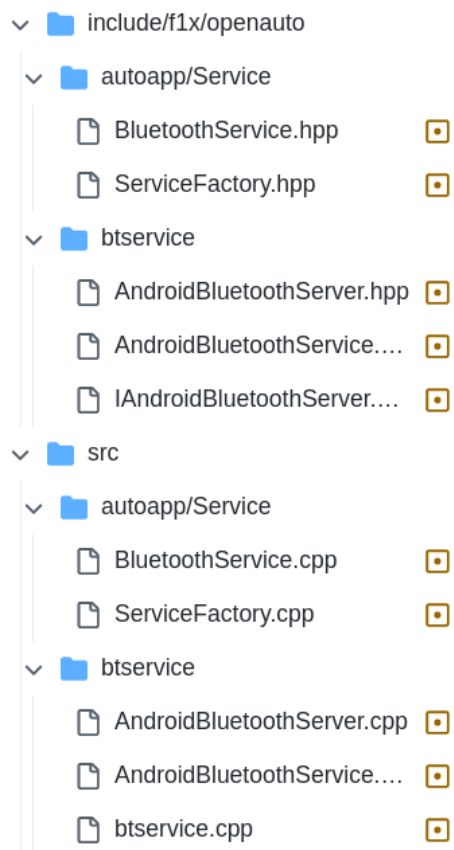 include/f1x/openauto
autoapp/Service
BluetoothService.hpp
ServiceFactory.hpp
btservice
AndroidBluetoothServer.hpp
AndroidBluetoothService....
IAndroidBluetoothServer....
src
autoapp/Service
BluetoothService.cpp
ServiceFactory.cpp
btservice
AndroidBluetoothServer.cpp
AndroidBluetoothService....
btservice.cpp